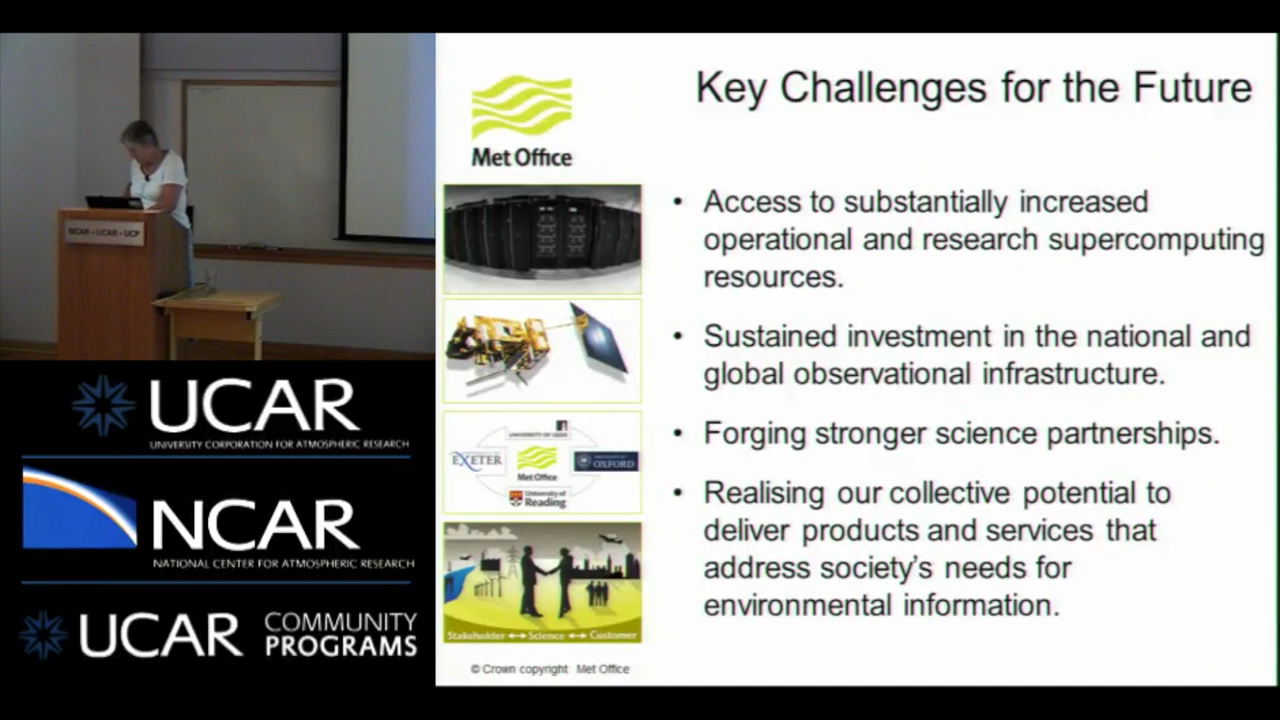 NCAR • UCAR • UCP
UCAR
UNIVERSITY CORPORATION FOR ATMOSPHERIC RESEARCH
NCAR
NATIONAL CENTER FOR ATMOSPHERIC RESEARCH
UCAR COMMUNITY PROGRAMS
Key Challenges for the Future
Met Office
• Access to substantially increased
operational and research supercomputing
resources.
• Sustained investment in the national and
global observational infrastructure.
• Forging stronger science partnerships.
• Realising our collective potential to
deliver products and services that
address society's needs for
environmental information.
UNIVERSITY OF LEEDS
EXETER
Met Office
OXFORD
University of
Reading
Stakeholder ↔ Science ↔ Customer
© Crown copyright Met Office